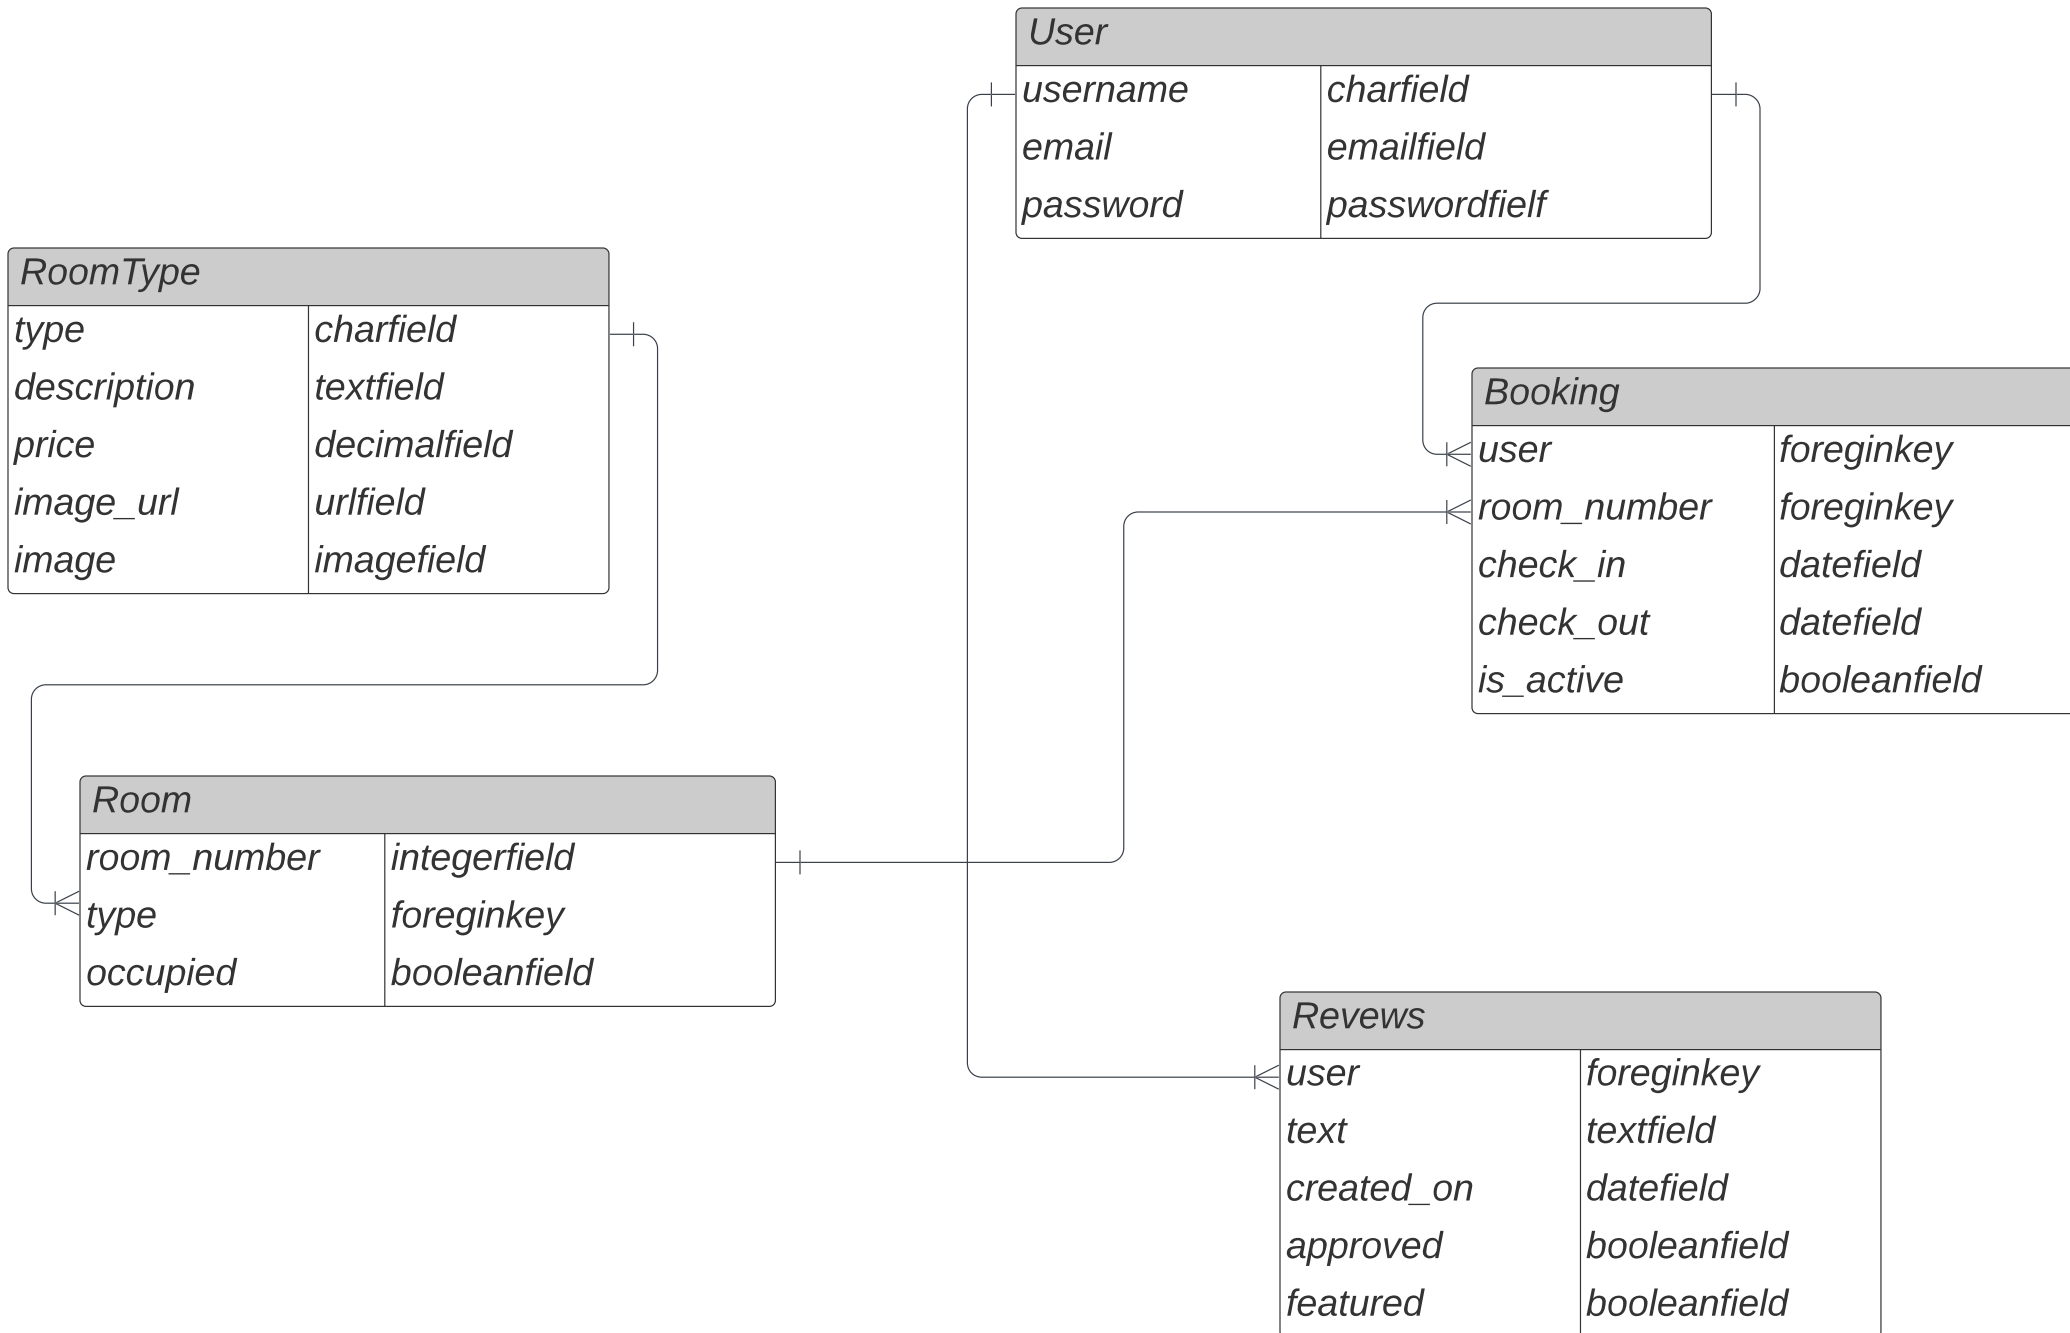 User
username charfield
email emailfield
password passwordfielf
RoomType
type charfield
description textfield
price decimalfield
image_url urlfield
image imagefield
Booking
user foreginkey
room_number foreginkey
check_in datefield
check_out datefield
is_active booleanfield
Room
room_number integerfield
type foreginkey
occupied booleanfield
Revews
user foreginkey
text textfield
created_on datefield
approved booleanfield
featured booleanfield